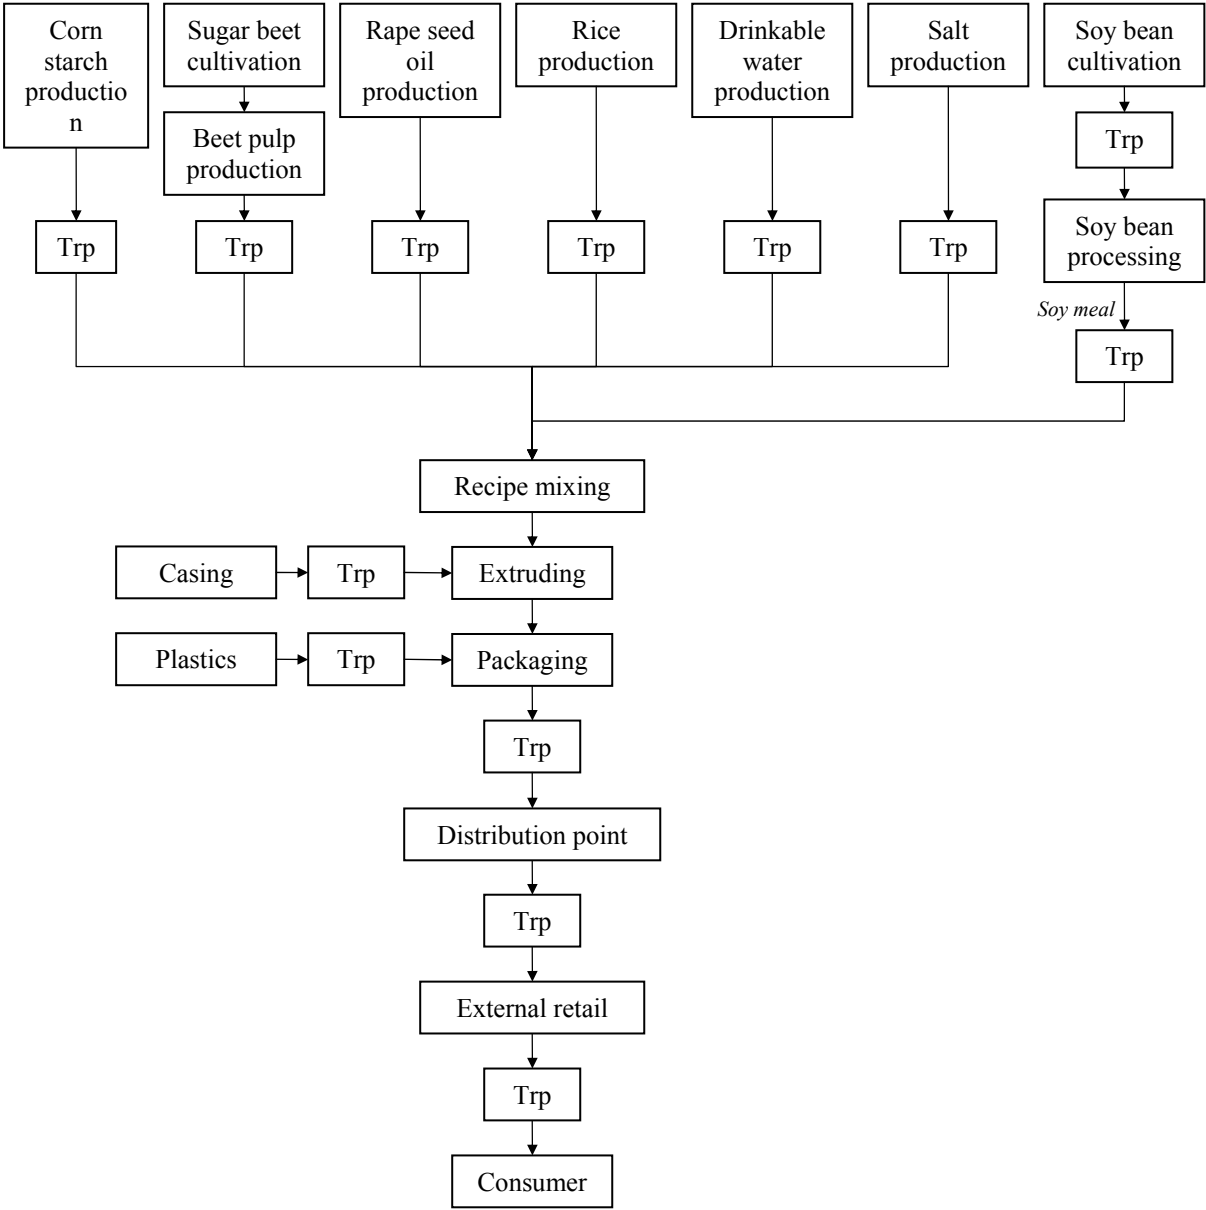 Corn
starch
productio
n
Sugar beet
cultivation
Rape seed
oil
production
Rice
production
Drinkable
water
production
Salt
production
Soy bean
cultivation
Beet pulp
production
Trp
Soy bean
processing
Trp
Trp
Trp
Trp
Trp
Trp
Soy meal
Trp
Recipe mixing
Casing
Trp
Extruding
Plastics
Trp
Packaging
Trp
Distribution point
Trp
External retail
Trp
Consumer